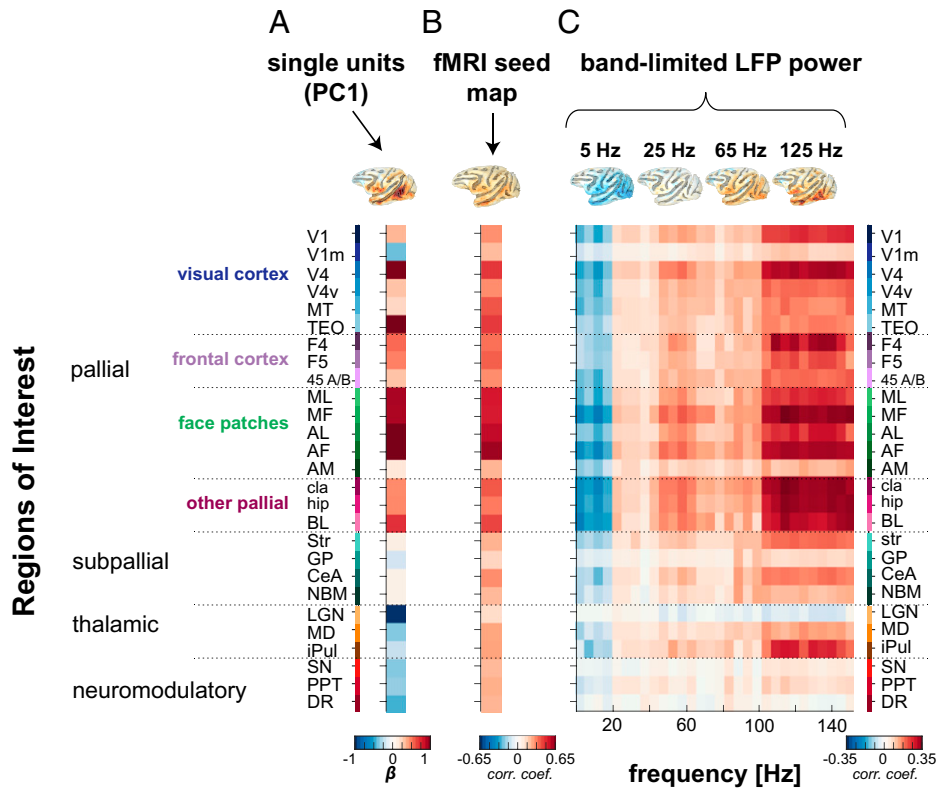 A
B
C
single units
(PC1)
fMRI seed
map
band-limited LFP power
5 Hz
25 Hz
65 Hz
125 Hz
Regions of Interest
pallial
visual cortex
V1
V1m
V4
V4v
MT
TEO
frontal cortex
F4
F5
45 A/B
face patches
ML
MF
AL
AF
AM
other pallial
cla
hip
BL
subpallial
Str
GP
CeA
NBM
thalamic
LGN
MD
iPul
neuromodulatory
SN
PPT
DR
V1
V1m
V4
V4v
MT
TEO
F4
F5
45 A/B
ML
MF
AL
AF
AM
cla
hip
BL
str
GP
CeA
NBM
LGN
MD
iPul
SN
PPT
DR
20
60
100
140
-1
1
β
-0.65
0.65
corr. coef.
frequency [Hz]
-0.35
0.35
corr. coef.